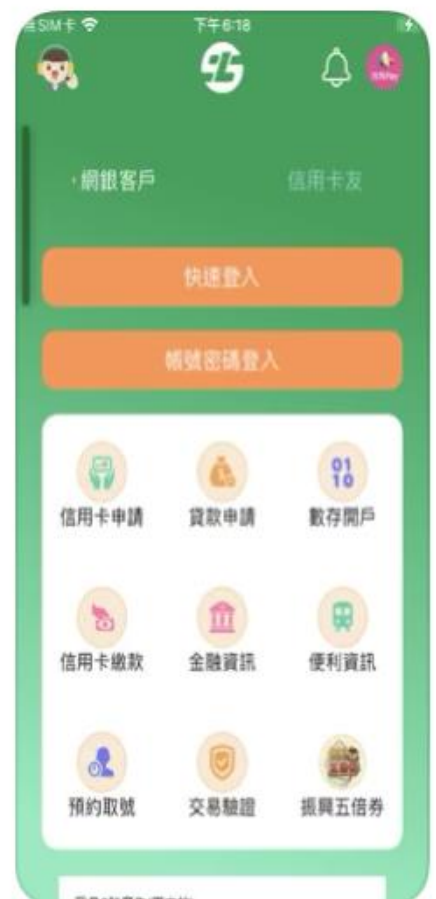 SIM卡
下午6:18
網銀客戶
信用卡友
快速登入
帳號密碼登入
01
10
信用卡申請
貸款申請
數存開戶
信用卡繳款
金融資訊
便利資訊
預約取號
交易驗證
振興五倍券